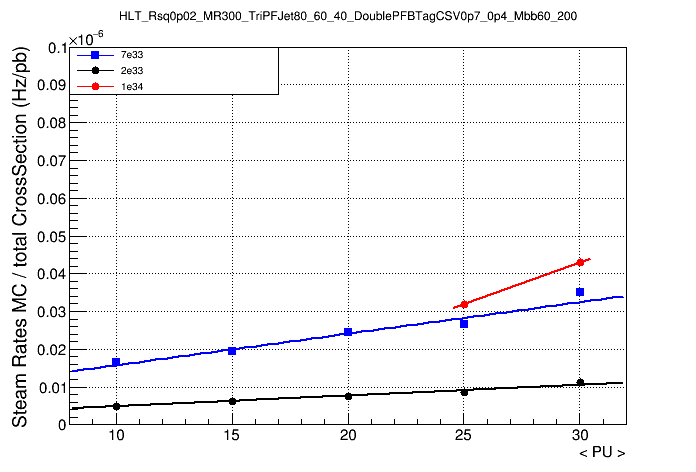 HLT_Rsq0p02_MR300_TriPFJet80_60_40_DoublePFBTagCSV0p7_0p4_Mbb60_200
×10⁻⁶
0.1
0.09
0.08
0.07
0.06
0.05
0.04
0.03
0.02
0.01
0
Steam Rates MC / total CrossSection (Hz/pb)
7e33
2e33
1e34
10 15 20 25 30
< PU >